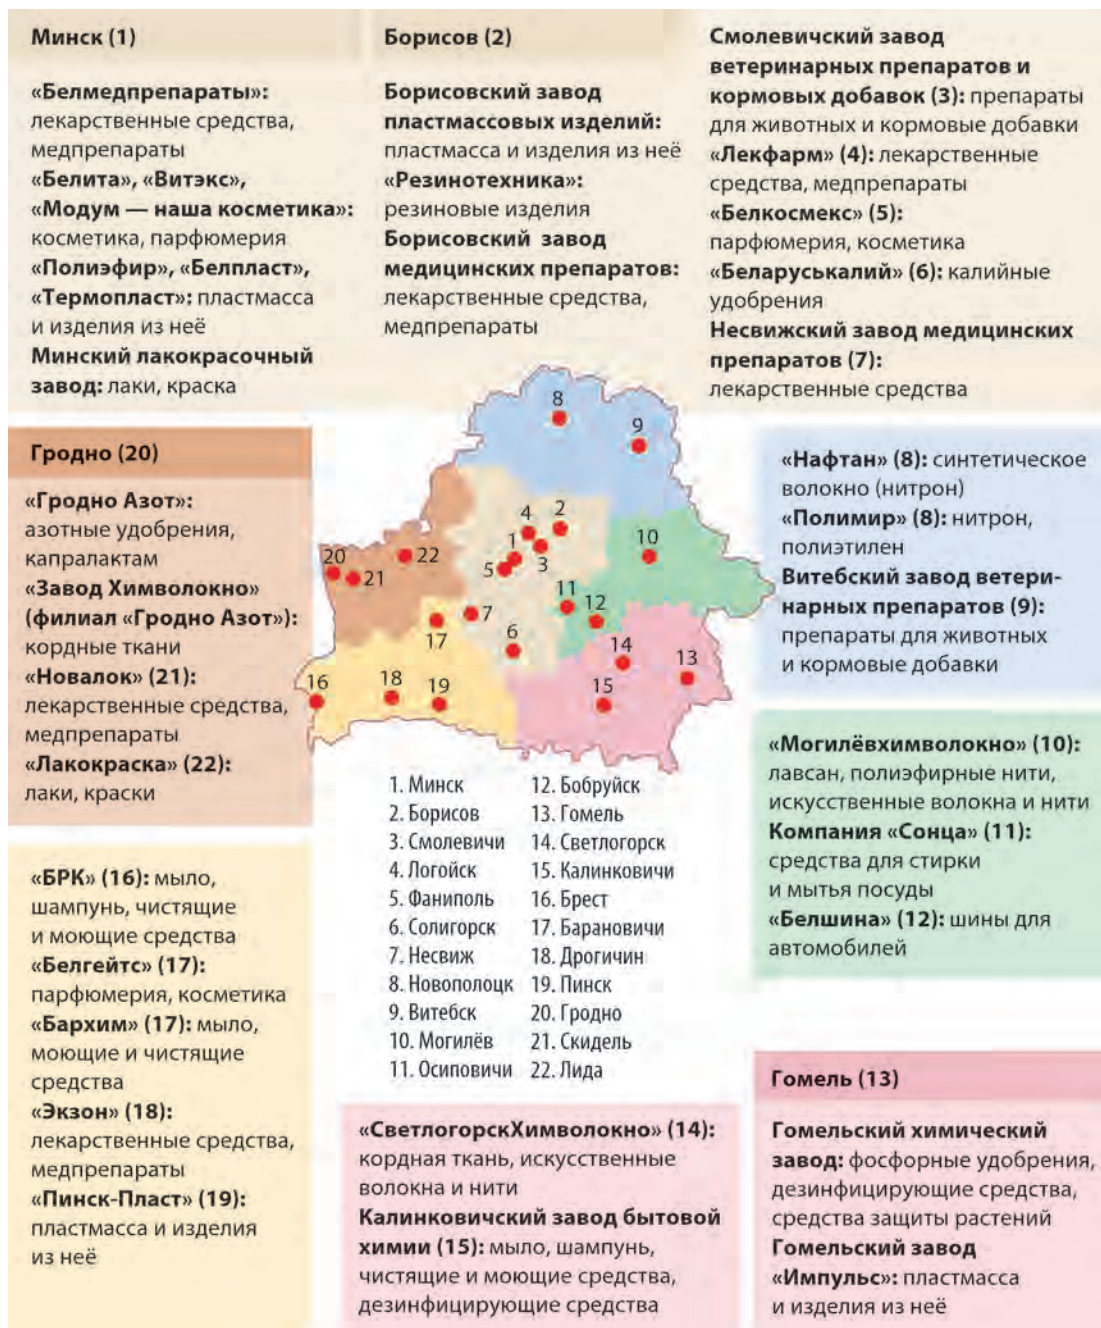 Минск (1)
«Белмедпрепараты»:
лекарственные средства,
медпрепараты
«Белита», «Витэкс»,
«Модум — наша косметика»:
косметика, парфюмерия
«Полиэфир», «Белпласт»,
«Термопласт»: пластмасса
и изделия из неё
Минский лакокрасочный
завод: лаки, краска
Борисов (2)
Борисовский завод
пластмассовых изделий:
пластмасса и изделия из неё
«Резинотехника»:
резиновые изделия
Борисовский завод
медицинских препаратов:
лекарственные средства,
медпрепараты
Смолевичский завод
ветеринарных препаратов и
кормовых добавок (3): препараты
для животных и кормовые добавки
«Лекфарм» (4): лекарственные
средства, медпрепараты
«Белкосмекс» (5):
парфюмерия, косметика
«Беларуськалий» (6): калийные
удобрения
Несвижский завод медицинских
препаратов (7):
лекарственные средства
Гродно (20)
«Гродно Азот»:
азотные удобрения,
капралактам
«Завод Химволокно»
(филиал «Гродно Азот»):
кордные ткани
«Новалок» (21):
лекарственные средства,
медпрепараты
«Лакокраска» (22):
лаки, краски
8
9
4
2
1
3
5
10
20
22
21
11
12
7
17
6
14
13
16
18
19
15
«Нафтан» (8): синтетическое
волокно (нитрон)
«Полимир» (8): нитрон,
полиэтилен
Витебский завод ветери-
нарных препаратов (9):
препараты для животных
и кормовые добавки
«Могилёвхимволокно» (10):
лавсан, полиэфирные нити,
искусственные волокна и нити
Компания «Сонца» (11):
средства для стирки
и мытья посуды
«Белшина» (12): шины для
автомобилей
«БРК» (16): мыло,
шампунь, чистящие
и моющие средства
«Белгейтс» (17):
парфюмерия, косметика
«Бархим» (17): мыло,
моющие и чистящие
средства
«Экзон» (18):
лекарственные средства,
медпрепараты
«Пинск-Пласт» (19):
пластмасса и изделия
из неё
1. Минск
2. Борисов
3. Смолевичи
4. Логойск
5. Фаниполь
6. Солигорск
7. Несвиж
8. Новополоцк
9. Витебск
10. Могилёв
11. Осиповичи
12. Бобруйск
13. Гомель
14. Светлогорск
15. Калинковичи
16. Брест
17. Барановичи
18. Дрогичин
19. Пинск
20. Гродно
21. Скидель
22. Лида
«СветлогорскХимволокно» (14):
кордная ткань, искусственные
волокна и нити
Калинковичский завод бытовой
химии (15): мыло, шампунь,
чистящие и моющие средства,
дезинфицирующие средства
Гомель (13)
Гомельский химический
завод: фосфорные удобрения,
дезинфицирующие средства,
средства защиты растений
Гомельский завод
«Импульс»: пластмасса
и изделия из неё